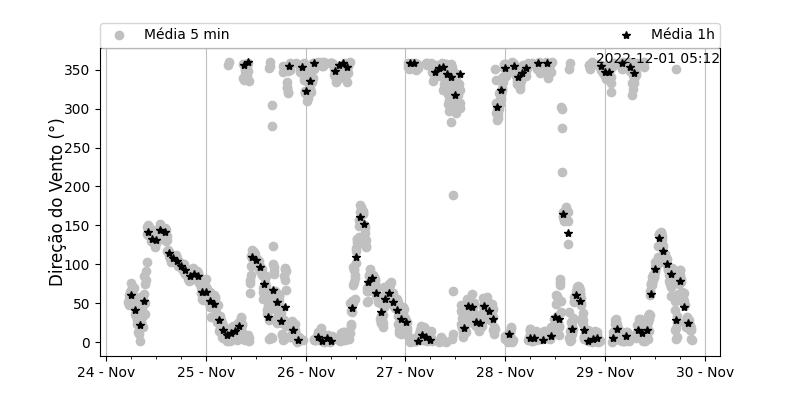 Média 5 min
Média 1h
2022-12-01 05:12
Direção do Vento (°)
350
300
250
200
150
100
50
0
24 - Nov
25 - Nov
26 - Nov
27 - Nov
28 - Nov
29 - Nov
30 - Nov